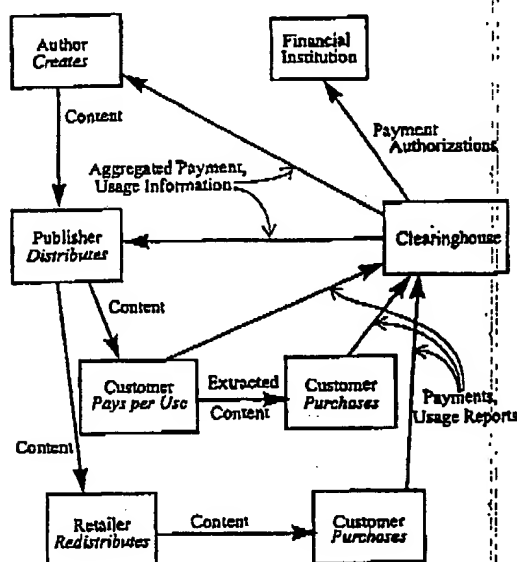 Author
Creates
Financial
Institution
Content
Payment
Authorizations
Aggregated Payment,
Usage Information
Publisher
Distributes
Clearinghouse
Content
Customer
Pays per Use
Extracted
Content
Customer
Purchases
Payments,
Usage Reports
Content
Retailer
Redistributes
Content
Customer
Purchases